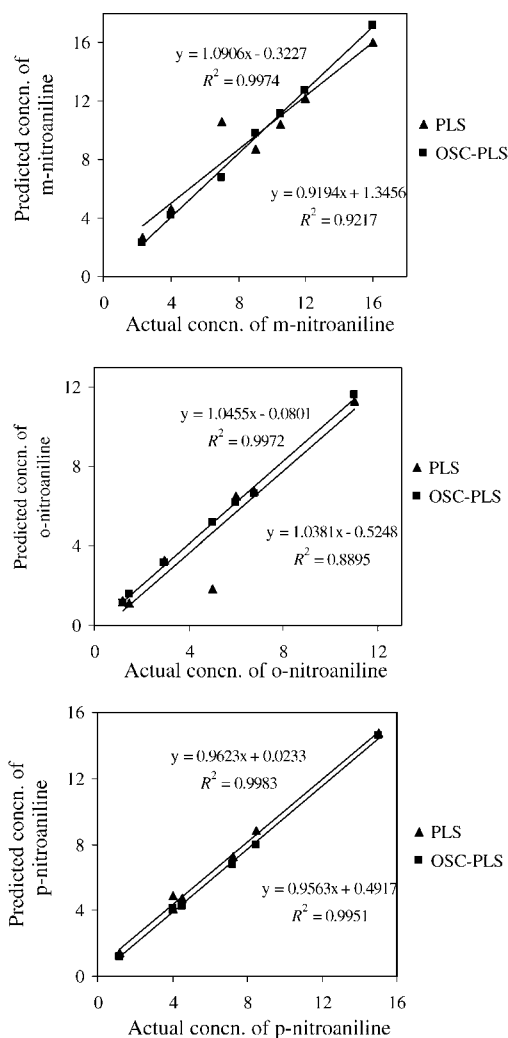 Predicted concn. of
m-nitroaniline
16
12
8
4
0
y = 1.0906x - 0.3227
R² = 0.9974
y = 0.9194x + 1.3456
R² = 0.9217
PLS
OSC-PLS
0 4 8 12 16
Actual concn. of m-nitroaniline
Predicted concn. of
o-nitroaniline
12
8
4
0
y = 1.0455x - 0.0801
R² = 0.9972
y = 1.0381x - 0.5248
R² = 0.8895
PLS
OSC-PLS
0 4 8 12
Actual concn. of o-nitroaniline
Predicted concn. of
p-nitroaniline
16
12
8
4
0
y = 0.9623x + 0.0233
R² = 0.9983
y = 0.9563x + 0.4917
R² = 0.9951
PLS
OSC-PLS
0 4 8 12 16
Actual concn. of p-nitroaniline